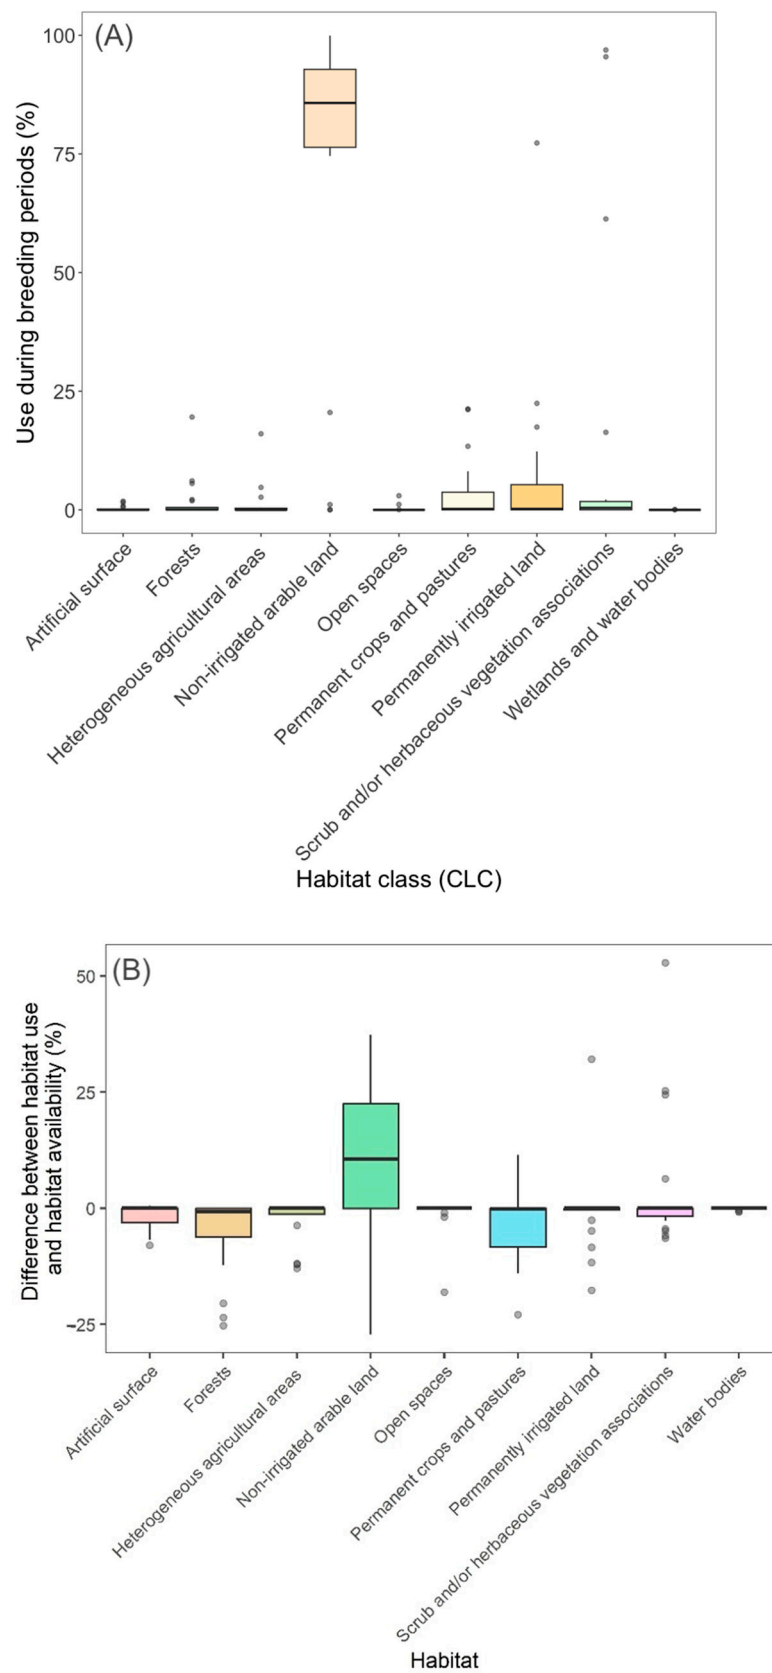 (A)
Use during breeding periods (%)
100
75
50
25
0
Artificial surface
Forests
Heterogeneous agricultural areas
Non-irrigated arable land
Open spaces
Permanent crops and pastures
Permanently irrigated land
Scrub and/or herbaceous vegetation associations
Wetlands and water bodies
Habitat class (CLC)
(B)
Difference between habitat use
and habitat availability (%)
50
25
0
−25
Artificial surface
Forests
Heterogeneous agricultural areas
Non-irrigated arable land
Open spaces
Permanent crops and pastures
Permanently irrigated land
Scrub and/or herbaceous vegetation associations
Water bodies
Habitat